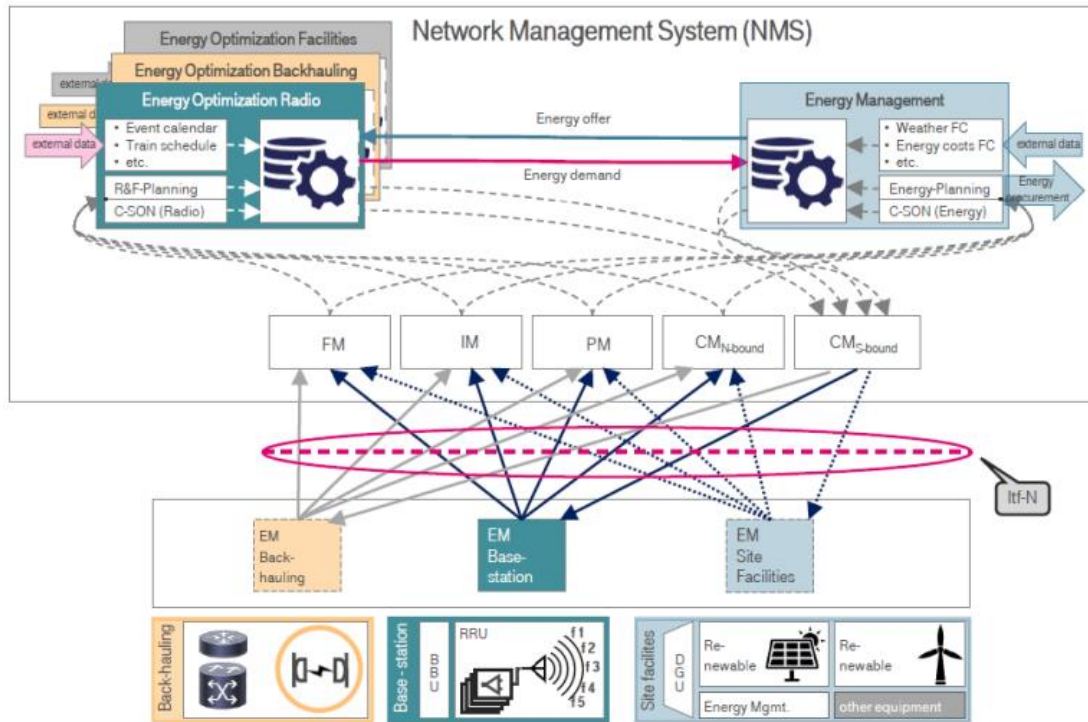 Network Management System (NMS)
Energy Optimization Facilities
Energy Optimization Backhauling
Energy Optimization Radio
external da
external data
external data
• Event calendar
• Train schedule
• etc.
R&F-Planning
C-SON (Radio)
Energy offer
Energy demand
Energy Management
• Weather FC
• Energy costs FC
• etc.
Energy-Planning
C-SON (Energy)
external data
Energy
procurement
FM
IM
PM
CMN-bound
CMS-bound
Itf-N
EM
Back-
hauling
EM
Base-
station
EM
Site
Facilities
Back-hauling
Base - station
BBU
RRU
f1
f2
f3
f4
f5
Site facilites
DGU
Re-
newable
Re-
newable
Energy Mgmt.
other equipment